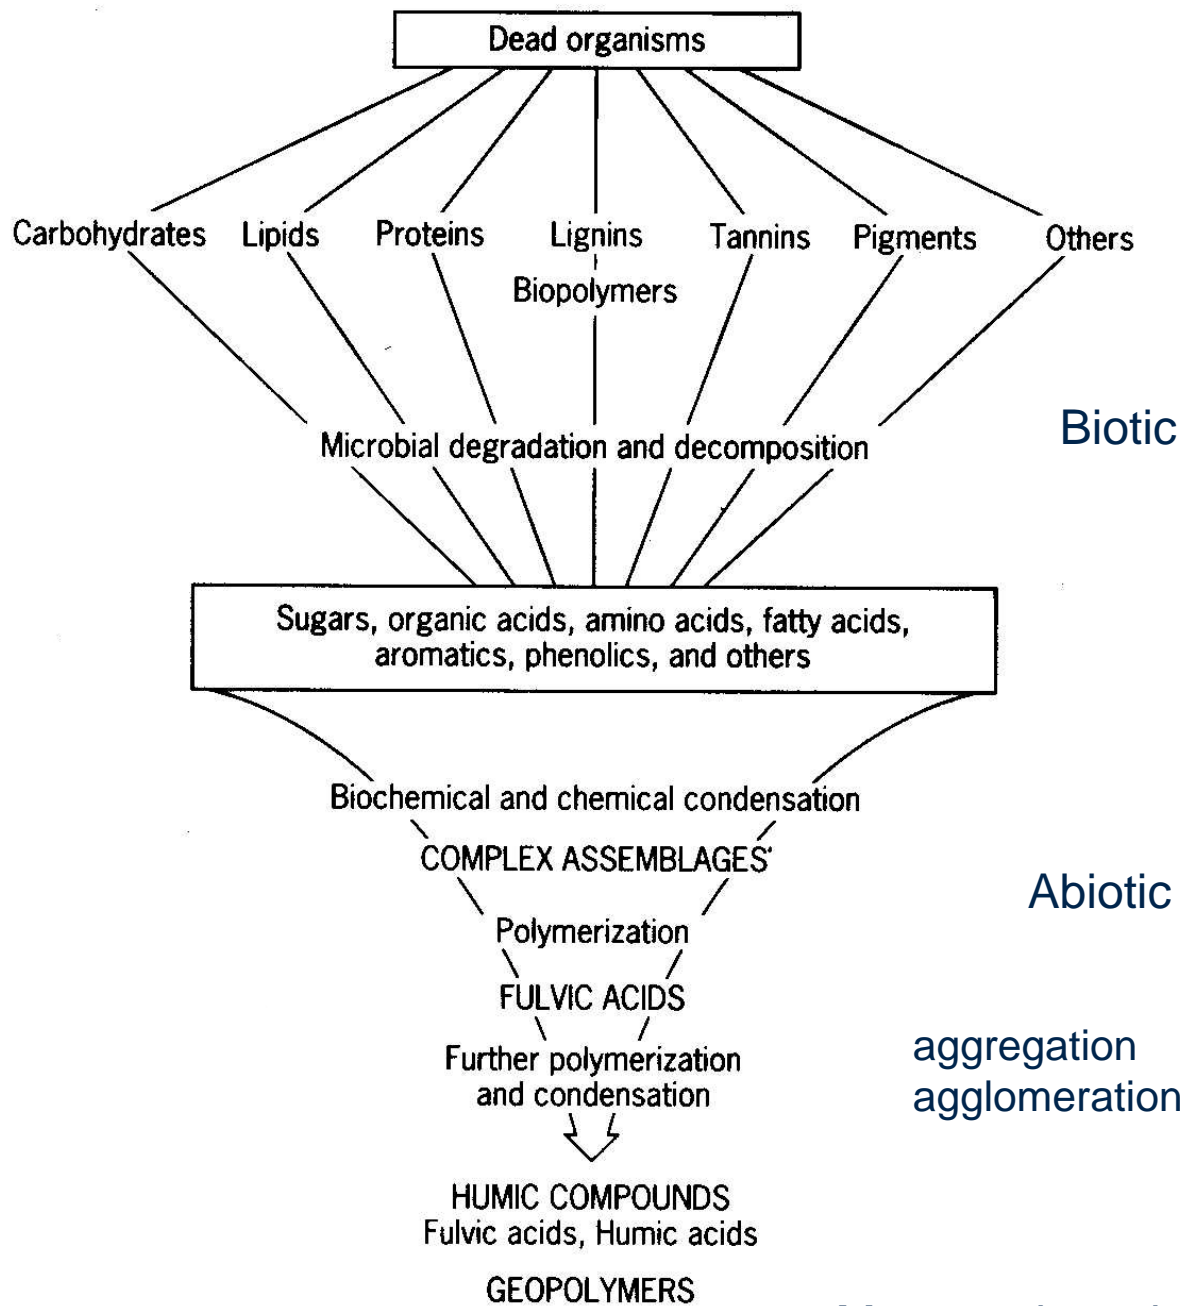 Dead organisms
Carbohydrates Lipids Proteins Lignins Tannins Pigments Others
Biopolymers
Biotic
Microbial degradation and decomposition
Sugars, organic acids, amino acids, fatty acids,
aromatics, phenolics, and others
Biochemical and chemical condensation
COMPLEX ASSEMBLAGES
Abiotic
Polymerization
FULVIC ACIDS
Further polymerization
and condensation
aggregation
agglomeration
HUMIC COMPOUNDS
Fulvic acids, Humic acids
GEOPOLYMERS